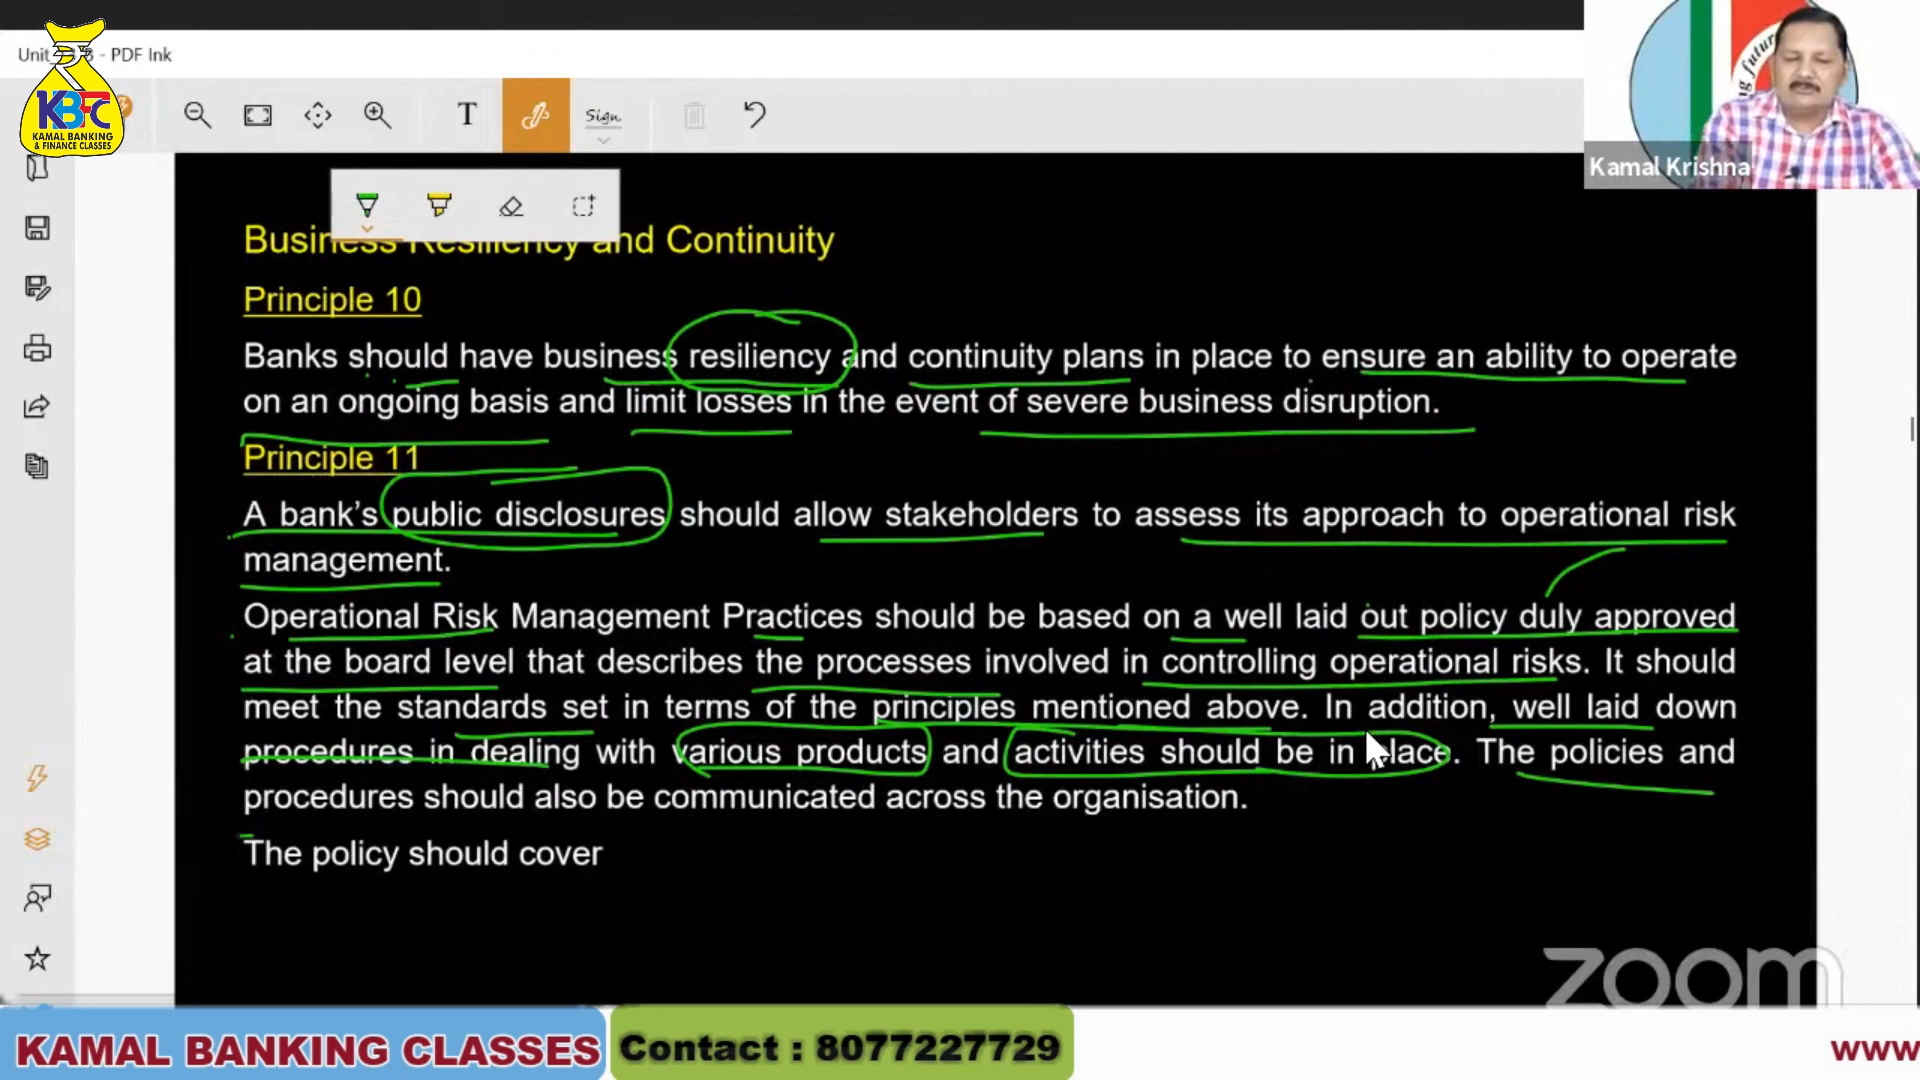 Unit
8 - PDF Ink
KBFC
KAMAL BANKING
& FINANCE CLASSES
T
Sign
Kamal Krishna
Business Resiliency and Continuity
Principle 10
Banks should have business resiliency and continuity plans in place to ensure an ability to operate
on an ongoing basis and limit losses in the event of severe business disruption.
Principle 11
A bank's public disclosures should allow stakeholders to assess its approach to operational risk
management.
Operational Risk Management Practices should be based on a well laid out policy duly approved
at the board level that describes the processes involved in controlling operational risks. It should
meet the standards set in terms of the principles mentioned above. In addition, well laid down
procedures in dealing with various products and activities should be in place. The policies and
procedures should also be communicated across the organisation.
The policy should cover
zoom
KAMAL BANKING CLASSES
Contact : 8077227729
www